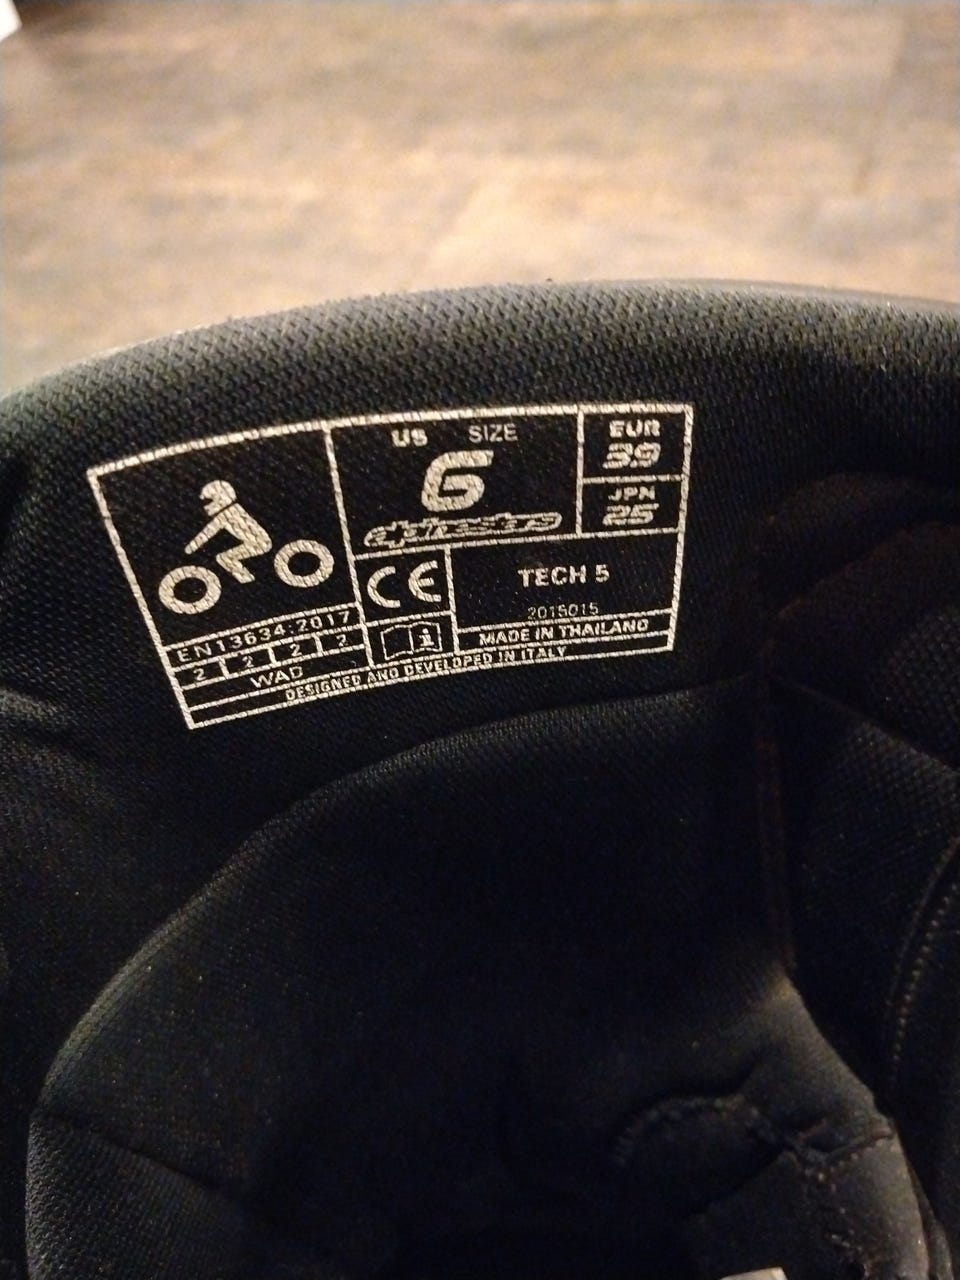 US SIZE
6
alpinestars
EUR
39
JPN
25
CE
TECH 5
2015015
EN13634:2017
2 2 2 2
WAD
i
MADE IN THAILAND
DESIGNED AND DEVELOPED IN ITALY